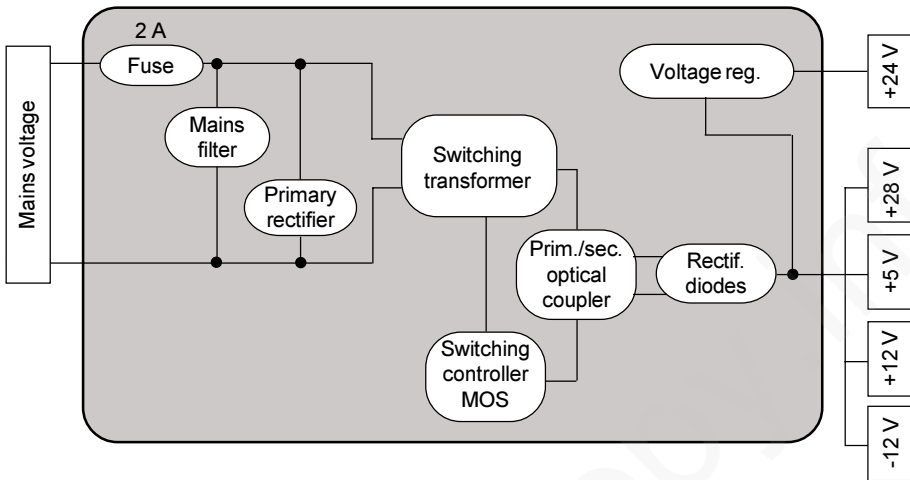 2 A
Fuse
Mains voltage
Mains
filter
Primary
rectifier
Switching
transformer
Prim./sec.
optical
coupler
Switching
controller
MOS
Rectif.
diodes
Voltage reg.
+24 V
+28 V
+5 V
+12 V
-12 V